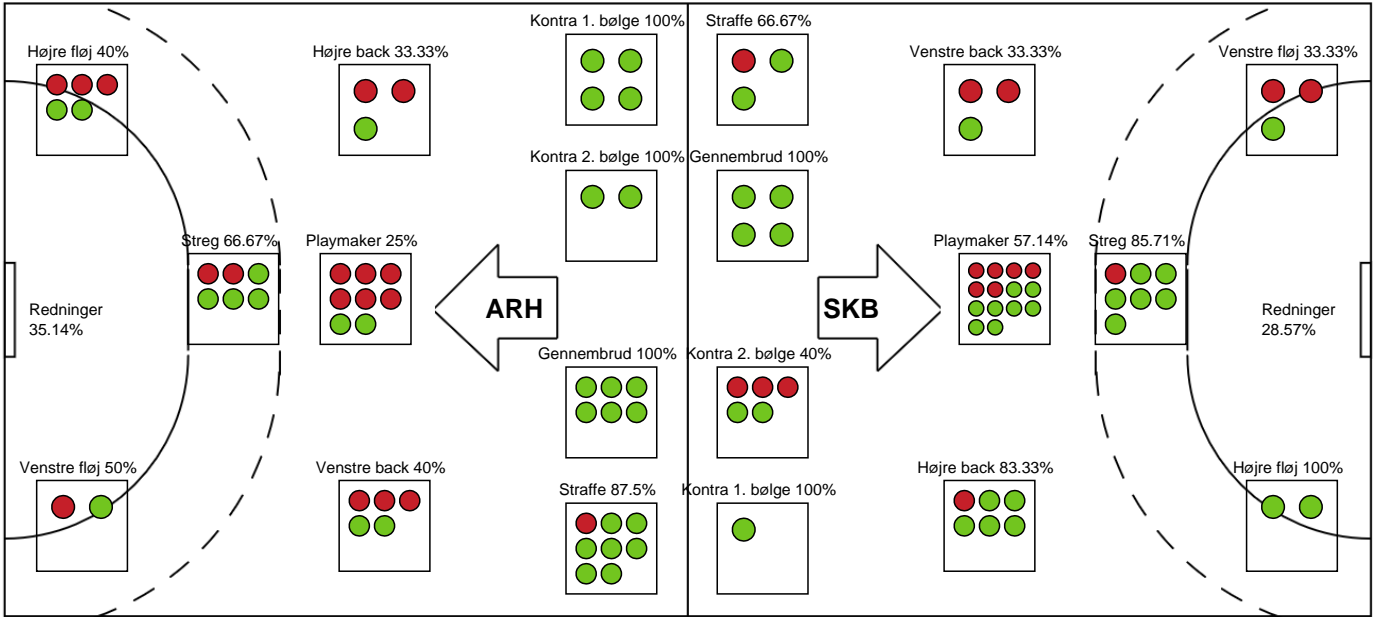 Kontra 1. bølge 100%
Straffe 66.67%
Højre fløj 40%
Højre back 33.33%
Venstre back 33.33%
Venstre fløj 33.33%
Kontra 2. bølge 100%
Gennembrud 100%
Streg 66.67%
Playmaker 25%
Playmaker 57.14%
Streg 85.71%
Redninger
35.14%
ARH
SKB
Redninger
28.57%
Gennembrud 100%
Kontra 2. bølge 40%
Venstre fløj 50%
Venstre back 40%
Højre back 83.33%
Højre fløj 100%
Straffe 87.5%
Kontra 1. bølge 100%